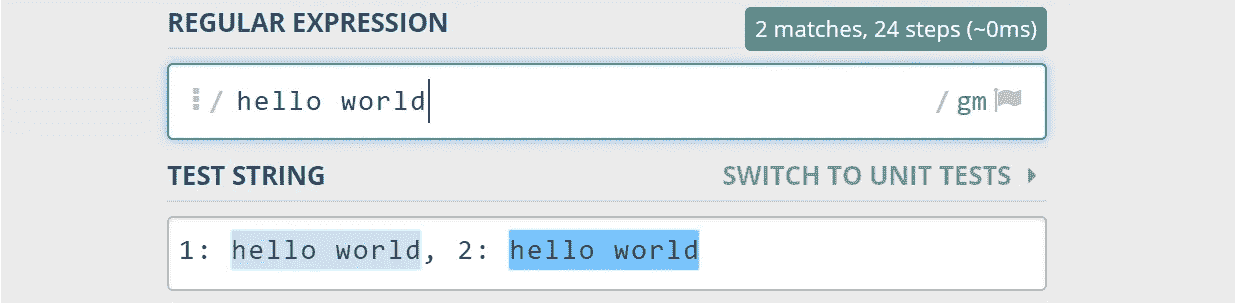 REGULAR EXPRESSION
2 matches, 24 steps (~0ms)
/ hello world / gm
TEST STRING
SWITCH TO UNIT TESTS
1: hello world, 2: hello world